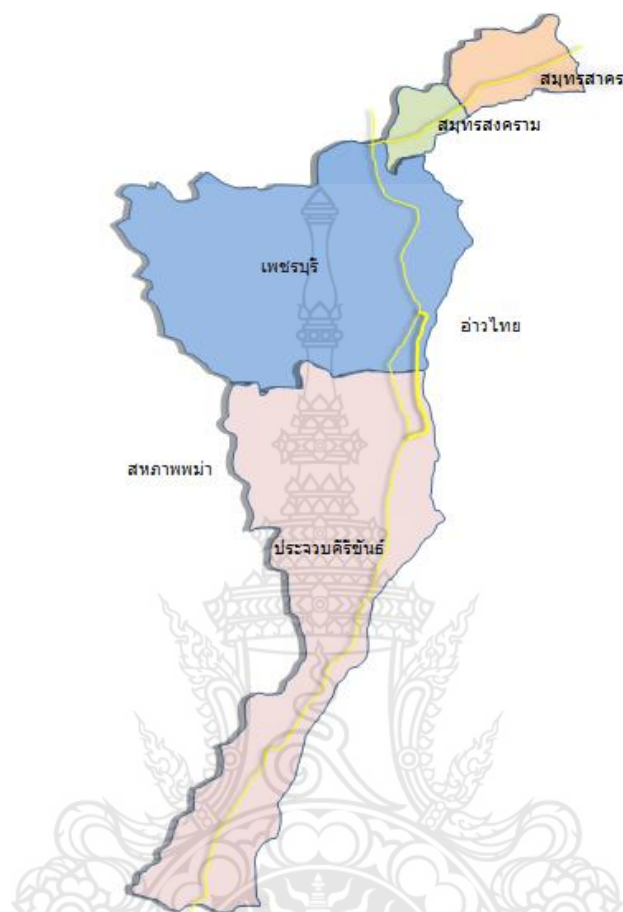 สมุทรสาคร
สมุทรสงคราม
เพชรบุรี
อ่าวไทย
สหภาพพม่า
ประจวบคีรีขันธ์